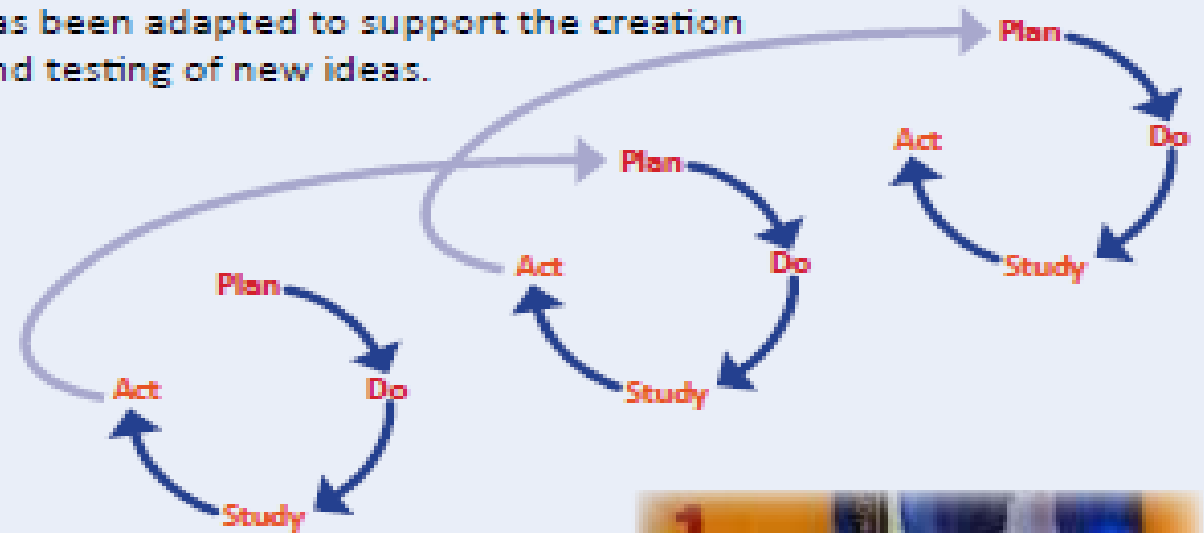 as been adapted to support the creation
nd testing of new ideas.
Plan
Do
Study
Act
Plan
Do
Study
Act
Plan
Do
Study
Act
1